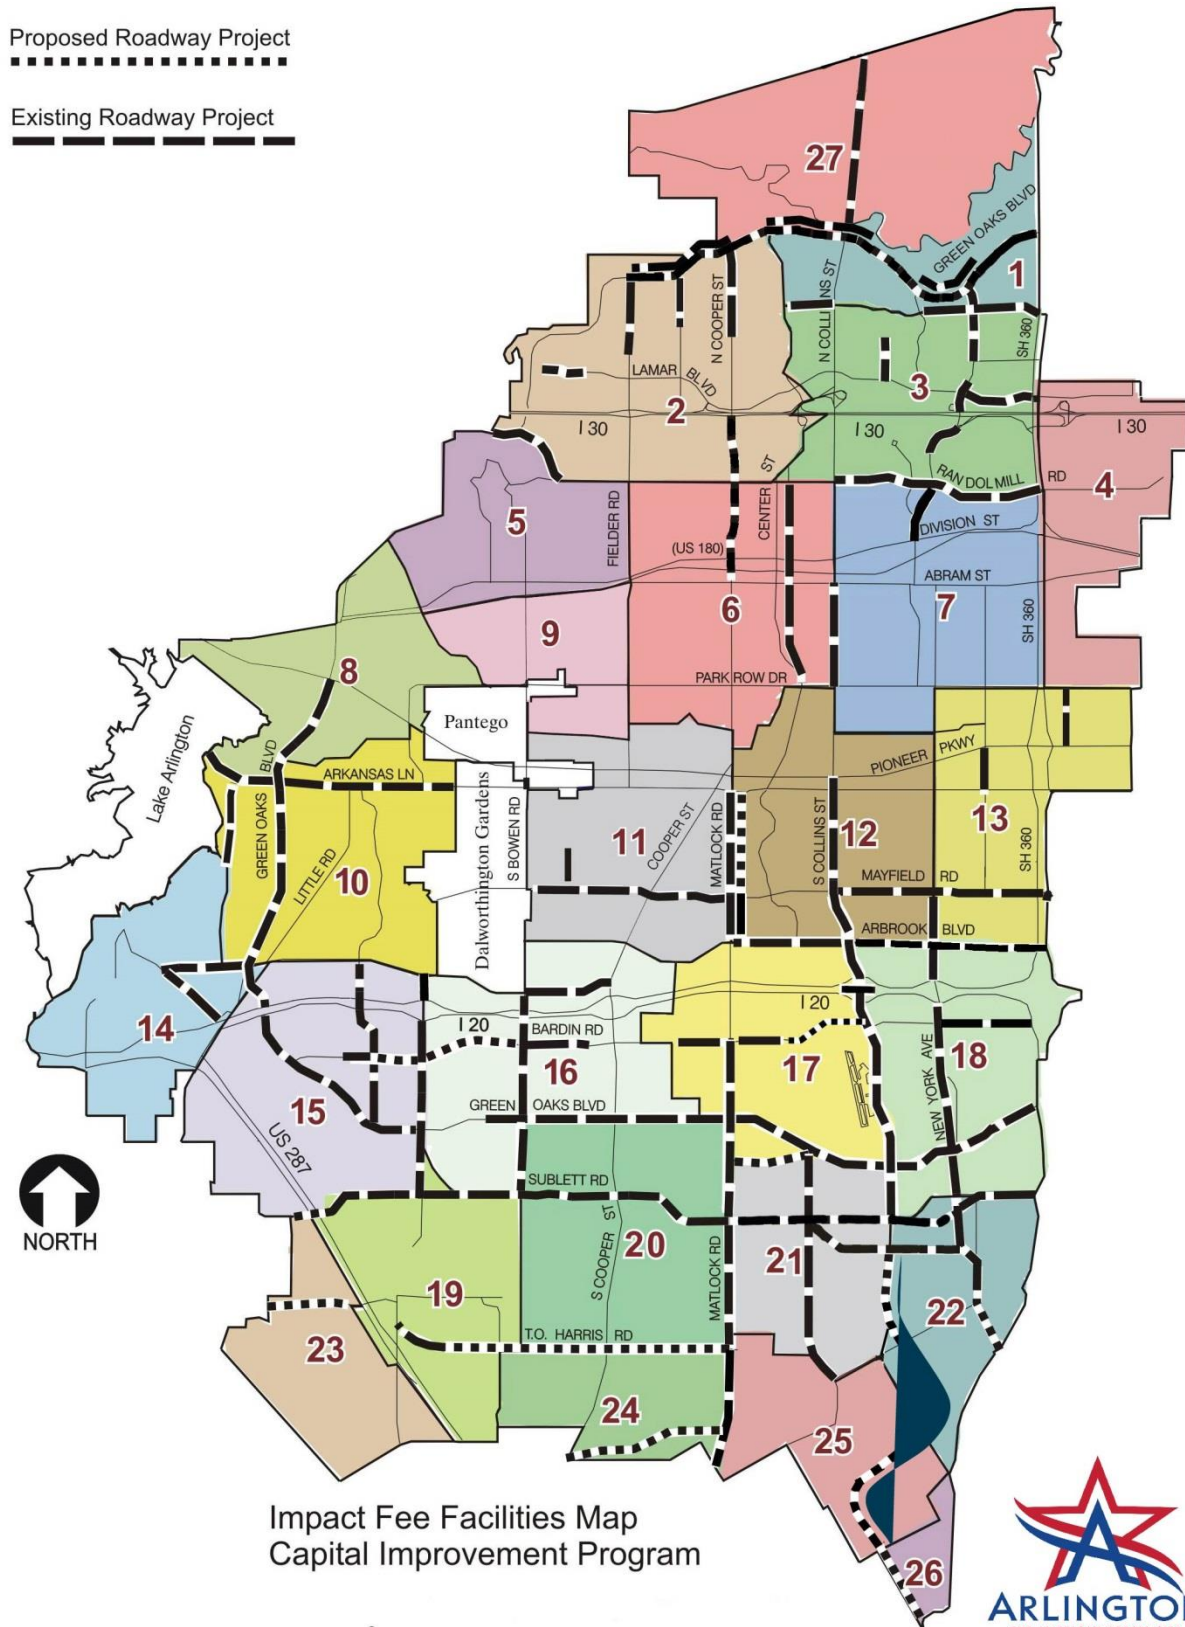 Proposed Roadway Project
Existing Roadway Project
27
GREEN OAKS BLVD
1
N COOPER ST
N COLLINS ST
SH 360
LAMAR BLVD
3
2
I 30
I 30
I 30
RANDOL MILL RD
4
5
FIELDER RD
CENTER ST
DIVISION ST
(US 180)
ABRAM ST
6
7
SH 360
9
8
PARK ROW DR
Pantego
PIONEER PKWY
Lake Arlington
GREEN OAKS BLVD
ARKANSAS LN
Dalworthington Gardens
S BOWEN RD
11
COOPER ST
MATLOCK RD
S COLLINS ST
12
13
SH 360
LITTLE RD
10
MAYFIELD RD
ARBROOK BLVD
14
I 20
BARDIN RD
I 20
16
17
NEW YORK AVE
18
15
GREEN OAKS BLVD
US 287
SUBLETT RD
NORTH
S COOPER ST
20
MATLOCK RD
21
19
22
23
T.O. HARRIS RD
24
25
Impact Fee Facilities Map
Capital Improvement Program
26
ARLINGTO